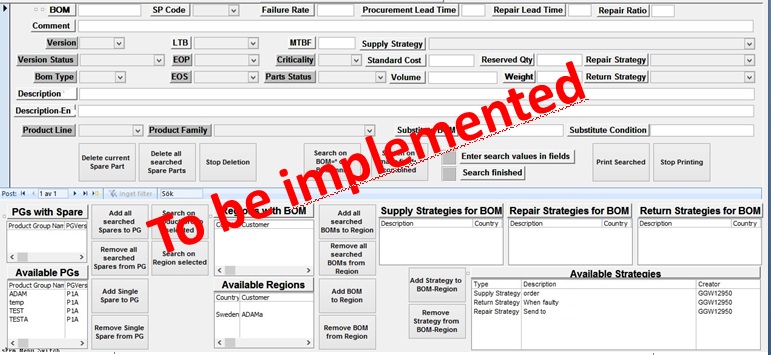 BOM SP Code Failure Rate Procurement Lead Time Repair Lead Time Repair Ratio
Comment
Version LTB MTBF Supply Strategy
Version Status EOP Criticality Standard Cost Reserved Qty Repair Strategy
Bom Type EOS Parts Status Volume Weight Return Strategy
Description
Description-En
Product Line Product Family Substitute BOM Substitute Condition
Delete current Spare Part
Delete all searched Spare Parts
Stop Deletion
Search on
Enter search values in fields
Search finished
Print Searched
Stop Printing
To be implemented
Post: 1 av 1 Inget filter Sök
PGs with Spare
Product Group Nam PGVers
Available PGs
Product Group Nam PGVers
ADAM P1A
temp P1A
TEST P1A
TESTA P1A
Add all searched Spares to PG
Remove all searched Spares from PG
Add Single Spare to PG
Remove Single Spare from PG
Search on
selected
Search on Region selected
Regions with BOM
Customer
Available Regions
Country Customer
Sweden ADAMa
Add all searched BOMs to Region
Remove all searched BOMs from Region
Add BOM to Region
Remove BOM from Region
Supply Strategies for BOM
Description Country
Repair Strategies for BOM
Description Country
Return Strategies for BOM
Description Country
Add Strategy to BOM-Region
Remove Strategy from BOM-Region
Available Strategies
Type Description Creator
Supply Strategy order GGW12950
Return Strategy When faulty GGW12950
Repair Strategy Send to GGW12950